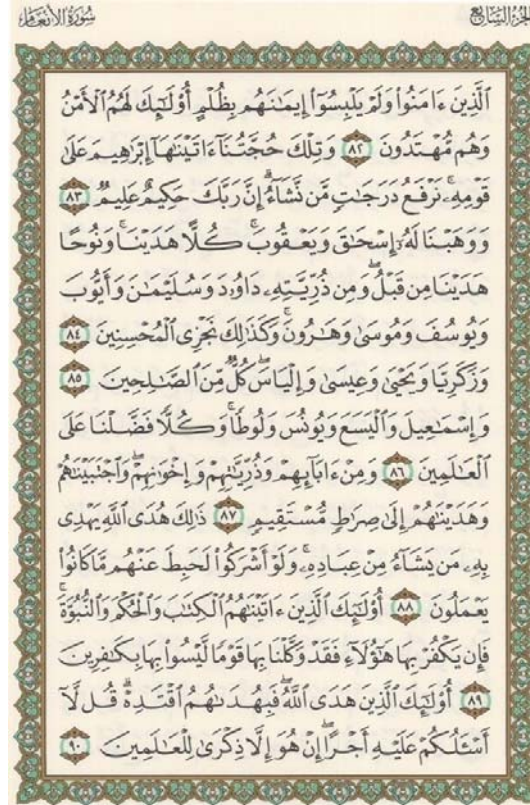 الجزء السابع
سورة الأنعام
ٱلَّذِينَ ءَامَنُوا۟ وَلَمْ يَلْبِسُوٓا۟ إِيمَٰنَهُم بِظُلْمٍ أُو۟لَٰٓئِكَ لَهُمُ ٱلْأَمْنُ
وَهُم مُّهْتَدُونَ ٨٢ وَتِلْكَ حُجَّتُنَآ ءَاتَيْنَٰهَآ إِبْرَٰهِيمَ عَلَىٰ
قَوْمِهِۦ ۚ نَرْفَعُ دَرَجَٰتٍ مَّن نَّشَآءُ ۗ إِنَّ رَبَّكَ حَكِيمٌ عَلِيمٌ ٨٣
وَوَهَبْنَا لَهُۥٓ إِسْحَٰقَ وَيَعْقُوبَ ۚ كُلًّا هَدَيْنَا ۚ وَنُوحًا
هَدَيْنَا مِن قَبْلُ ۖ وَمِن ذُرِّيَّتِهِۦ دَاوُۥدَ وَسُلَيْمَٰنَ وَأَيُّوبَ
وَيُوسُفَ وَمُوسَىٰ وَهَٰرُونَ ۚ وَكَذَٰلِكَ نَجْزِى ٱلْمُحْسِنِينَ ٨٤
وَزَكَرِيَّا وَيَحْيَىٰ وَعِيسَىٰ وَإِلْيَاسَ ۖ كُلٌّ مِّنَ ٱلصَّٰلِحِينَ ٨٥
وَإِسْمَٰعِيلَ وَٱلْيَسَعَ وَيُونُسَ وَلُوطًا ۚ وَكُلًّا فَضَّلْنَا عَلَى
ٱلْعَٰلَمِينَ ٨٦ وَمِنْ ءَابَآئِهِمْ وَذُرِّيَّٰتِهِمْ وَإِخْوَٰنِهِمْ ۖ وَٱجْتَبَيْنَٰهُمْ
وَهَدَيْنَٰهُمْ إِلَىٰ صِرَٰطٍ مُّسْتَقِيمٍ ٨٧ ذَٰلِكَ هُدَى ٱللَّهِ يَهْدِى
بِهِۦ مَن يَشَآءُ مِنْ عِبَادِهِۦ ۚ وَلَوْ أَشْرَكُوا۟ لَحَبِطَ عَنْهُم مَّا كَانُوا۟
يَعْمَلُونَ ٨٨ أُو۟لَٰٓئِكَ ٱلَّذِينَ ءَاتَيْنَٰهُمُ ٱلْكِتَٰبَ وَٱلْحُكْمَ وَٱلنُّبُوَّةَ ۚ
فَإِن يَكْفُرْ بِهَا هَٰٓؤُلَآءِ فَقَدْ وَكَّلْنَا بِهَا قَوْمًا لَّيْسُوا۟ بِهَا بِكَٰفِرِينَ
٨٩ أُو۟لَٰٓئِكَ ٱلَّذِينَ هَدَى ٱللَّهُ ۖ فَبِهُدَىٰهُمُ ٱقْتَدِهْ ۗ قُل لَّآ
أَسْـَٔلُكُمْ عَلَيْهِ أَجْرًا ۖ إِنْ هُوَ إِلَّا ذِكْرَىٰ لِلْعَٰلَمِينَ ٩٠